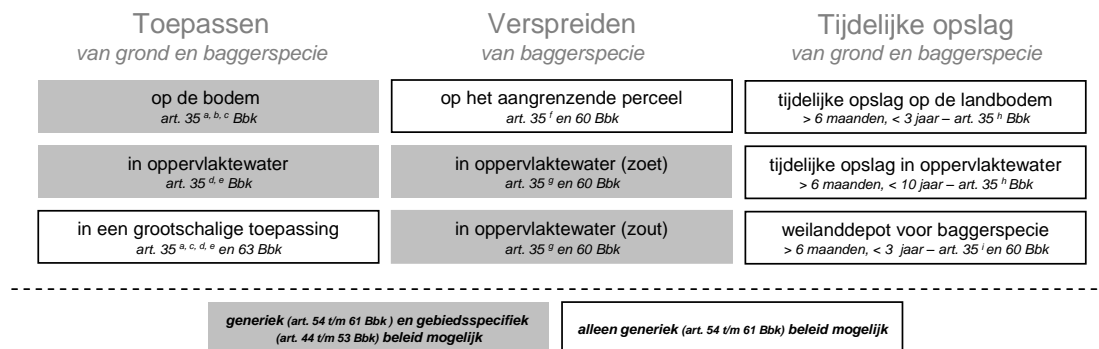 Toepassen
van grond en baggerspecie
op de bodem
art. 35 a, b, c Bbk
in oppervlaktewater
art. 35 d, e Bbk
in een grootschalige toepassing
art. 35 a, c, d, e en 63 Bbk
Verspreiden
van baggerspecie
op het aangrenzende perceel
art. 35 f en 60 Bbk
in oppervlaktewater (zoet)
art. 35 g en 60 Bbk
in oppervlaktewater (zout)
art. 35 g en 60 Bbk
Tijdelijke opslag
van grond en baggerspecie
tijdelijke opslag op de landbodem
> 6 maanden, < 3 jaar – art. 35 h Bbk
tijdelijke opslag in oppervlaktewater
> 6 maanden, < 10 jaar – art. 35 h Bbk
weilanddepot voor baggerspecie
> 6 maanden, < 3 jaar – art. 35 i en 60 Bbk
generiek (art. 54 t/m 61 Bbk ) en gebiedsspecifiek
(art. 44 t/m 53 Bbk) beleid mogelijk
alleen generiek (art. 54 t/m 61 Bbk) beleid mogelijk